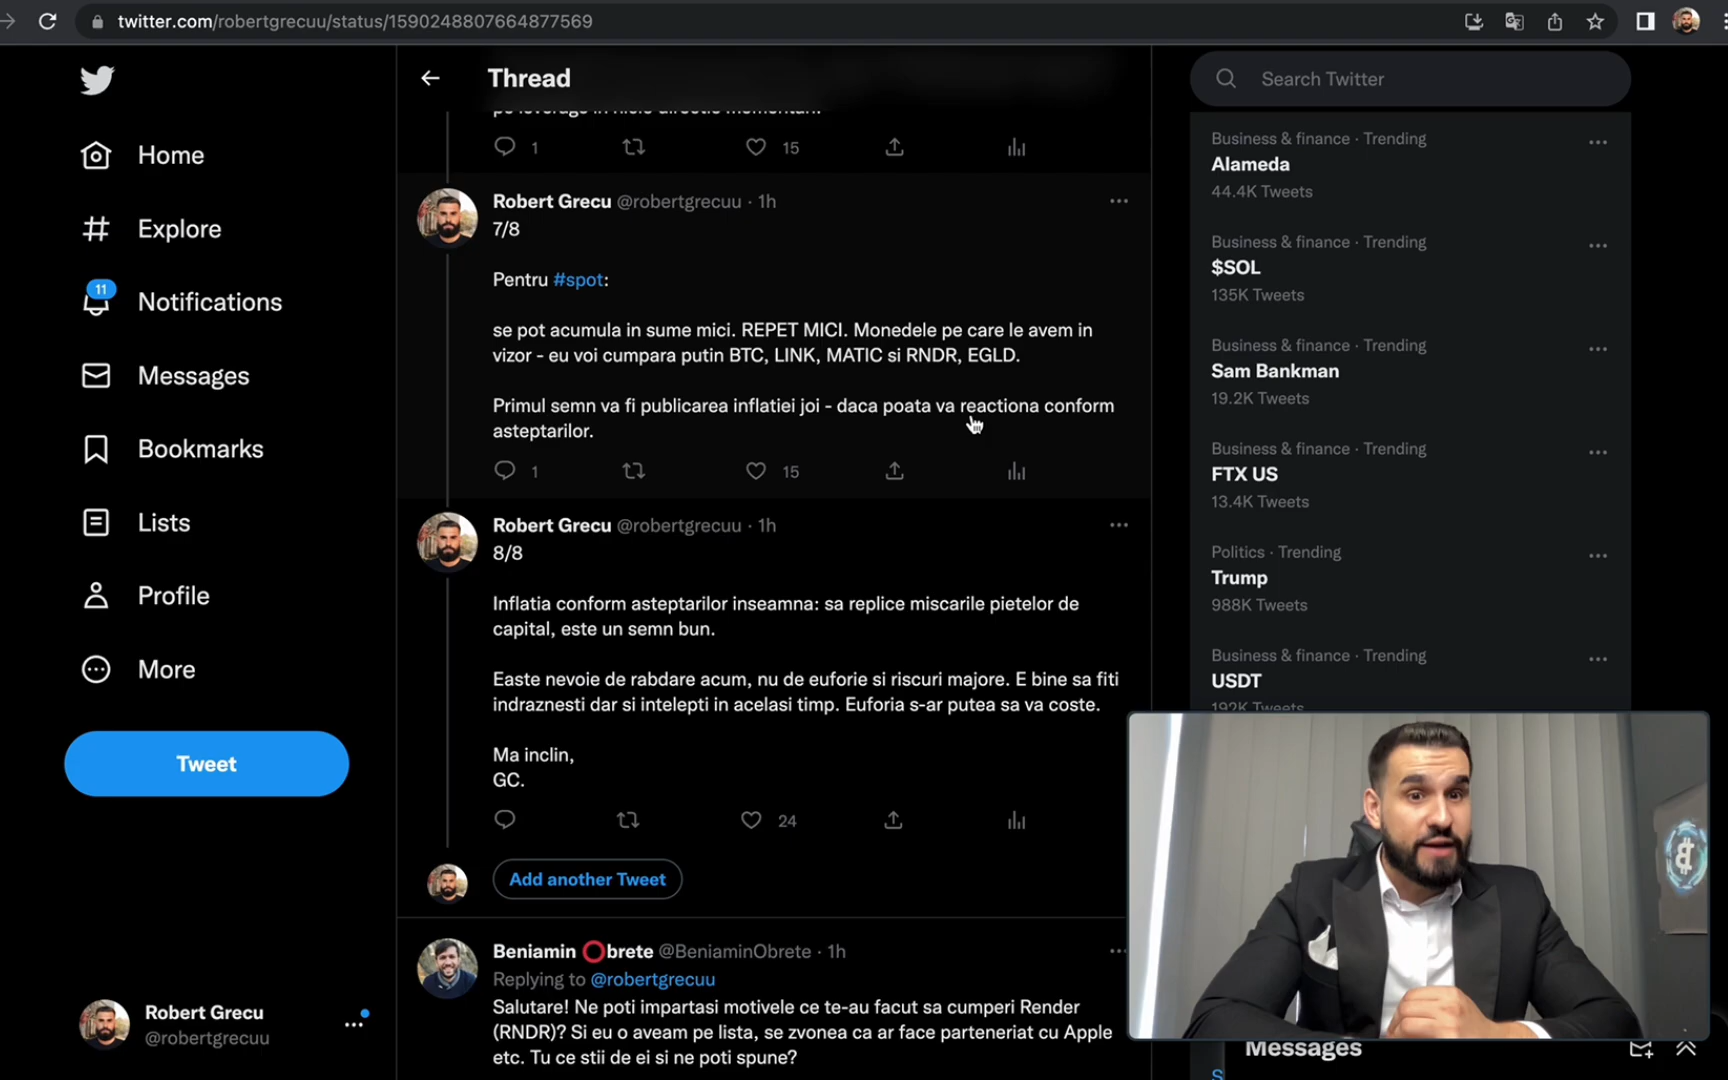 twitter.com/robertgrecuu/status/1590248807664877569
Home
Explore
11
Notifications
Messages
Bookmarks
Lists
Profile
More
Tweet
Robert Grecu
@robertgrecuu
Thread
pe leverage in nicio directie momentan.
1 15
Robert Grecu @robertgrecuu · 1h
7/8
Pentru #spot:
se pot acumula in sume mici. REPET MICI. Monedele pe care le avem in
vizor - eu voi cumpara putin BTC, LINK, MATIC si RNDR, EGLD.
Primul semn va fi publicarea inflatiei joi - daca poata va reactiona conform
asteptarilor.
1 15
Robert Grecu @robertgrecuu · 1h
8/8
Inflatia conform asteptarilor inseamna: sa replice miscarile pietelor de
capital, este un semn bun.
Easte nevoie de rabdare acum, nu de euforie si riscuri majore. E bine sa fiti
indraznesti dar si intelepti in acelasi timp. Euforia s-ar putea sa va coste.
Ma inclin,
GC.
24
Add another Tweet
Beniamin ⭕brete @BeniaminObrete · 1h
Replying to @robertgrecuu
Salutare! Ne poti impartasi motivele ce te-au facut sa cumperi Render
(RNDR)? Si eu o aveam pe lista, se zvonea ca ar face parteneriat cu Apple
etc. Tu ce stii de ei si ne poti spune?
Search Twitter
Business & finance · Trending
Alameda
44.4K Tweets
Business & finance · Trending
$SOL
135K Tweets
Business & finance · Trending
Sam Bankman
19.2K Tweets
Business & finance · Trending
FTX US
13.4K Tweets
Politics · Trending
Trump
988K Tweets
Business & finance · Trending
USDT
192K Tweets
Messages